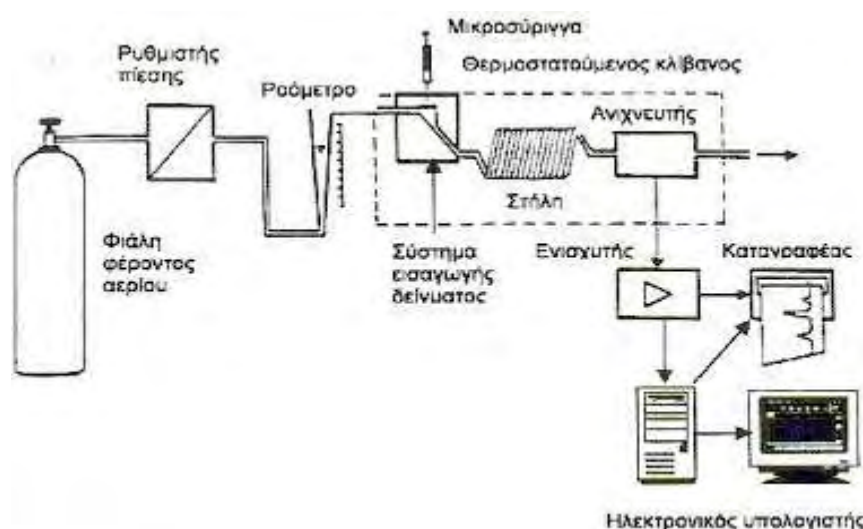 Μικροσύριγγα
Ρυθμιστής
πίεσης
Θερμοστατούμενος κλίβανος
Ροόμετρο
Ανιχνευτής
Στήλη
Φιάλη
φέροντος
αερίου
Σύστημα
εισαγωγής
δείγματος
Ενισχυτής
Καταγραφέας
Ηλεκτρονικός υπολογιστής